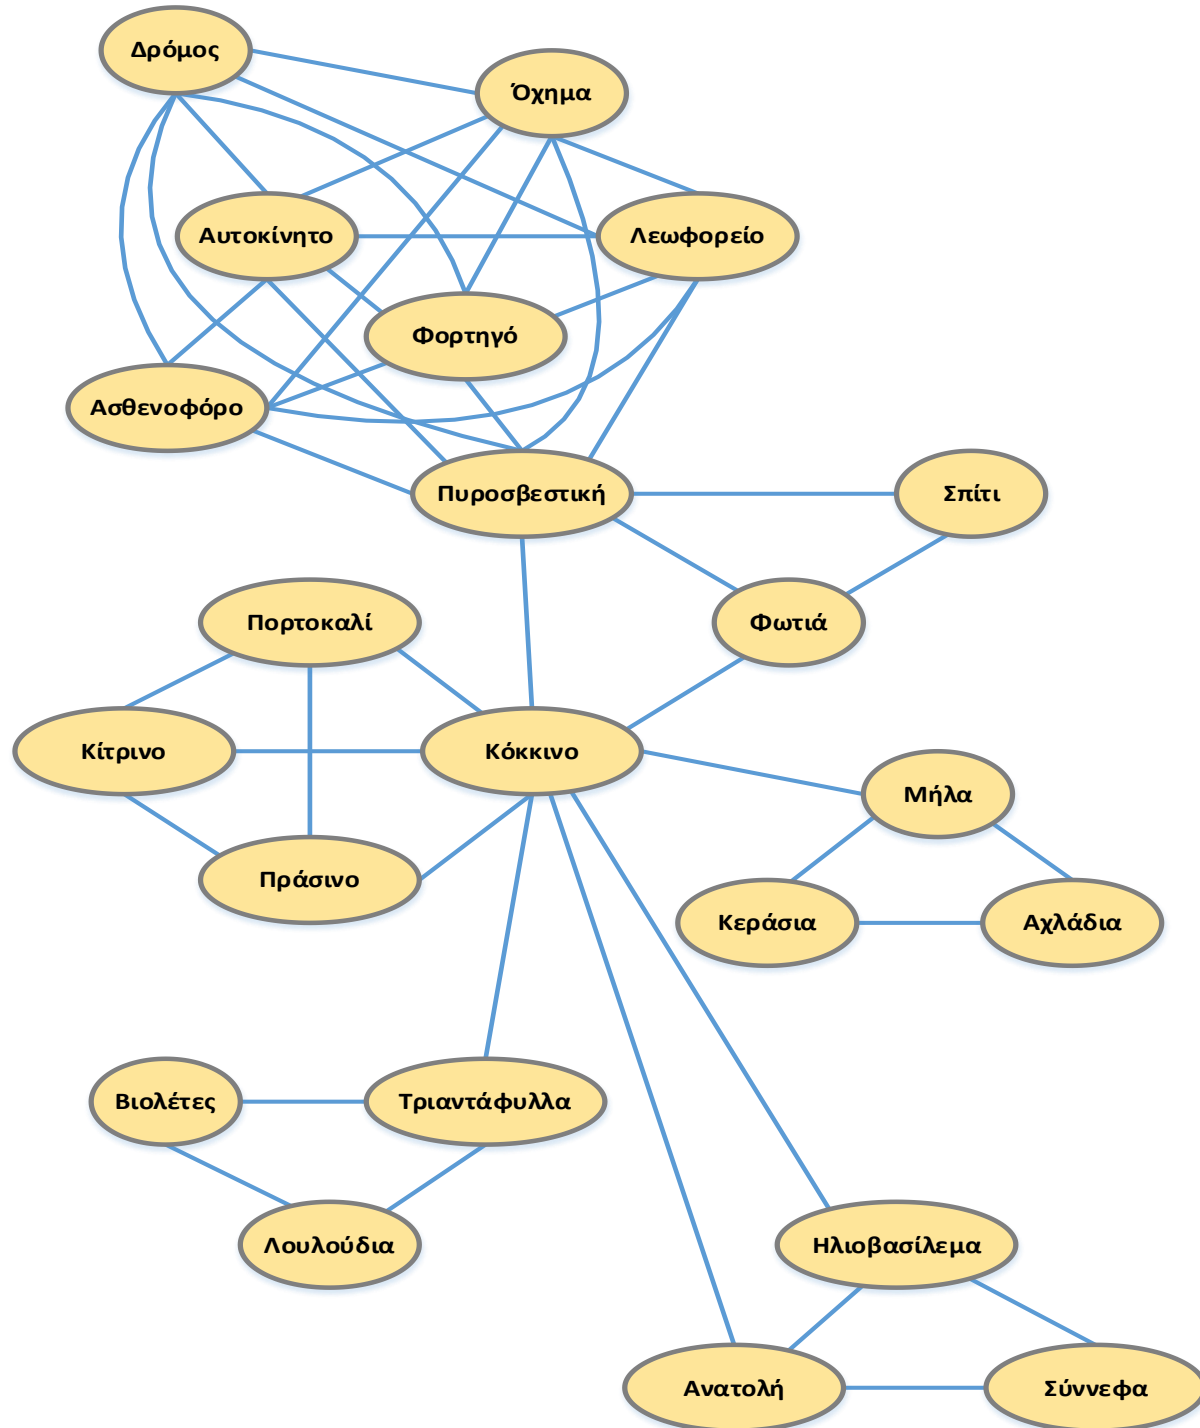 Δρόμος
Όχημα
Αυτοκίνητο
Λεωφορείο
Φορτηγό
Ασθενοφόρο
Πυροσβεστική
Σπίτι
Πορτοκαλί
Φωτιά
Κίτρινο
Κόκκινο
Μήλα
Πράσινο
Κεράσια
Αχλάδια
Βιολέτες
Τριαντάφυλλα
Λουλούδια
Ηλιοβασίλεμα
Ανατολή
Σύννεφα